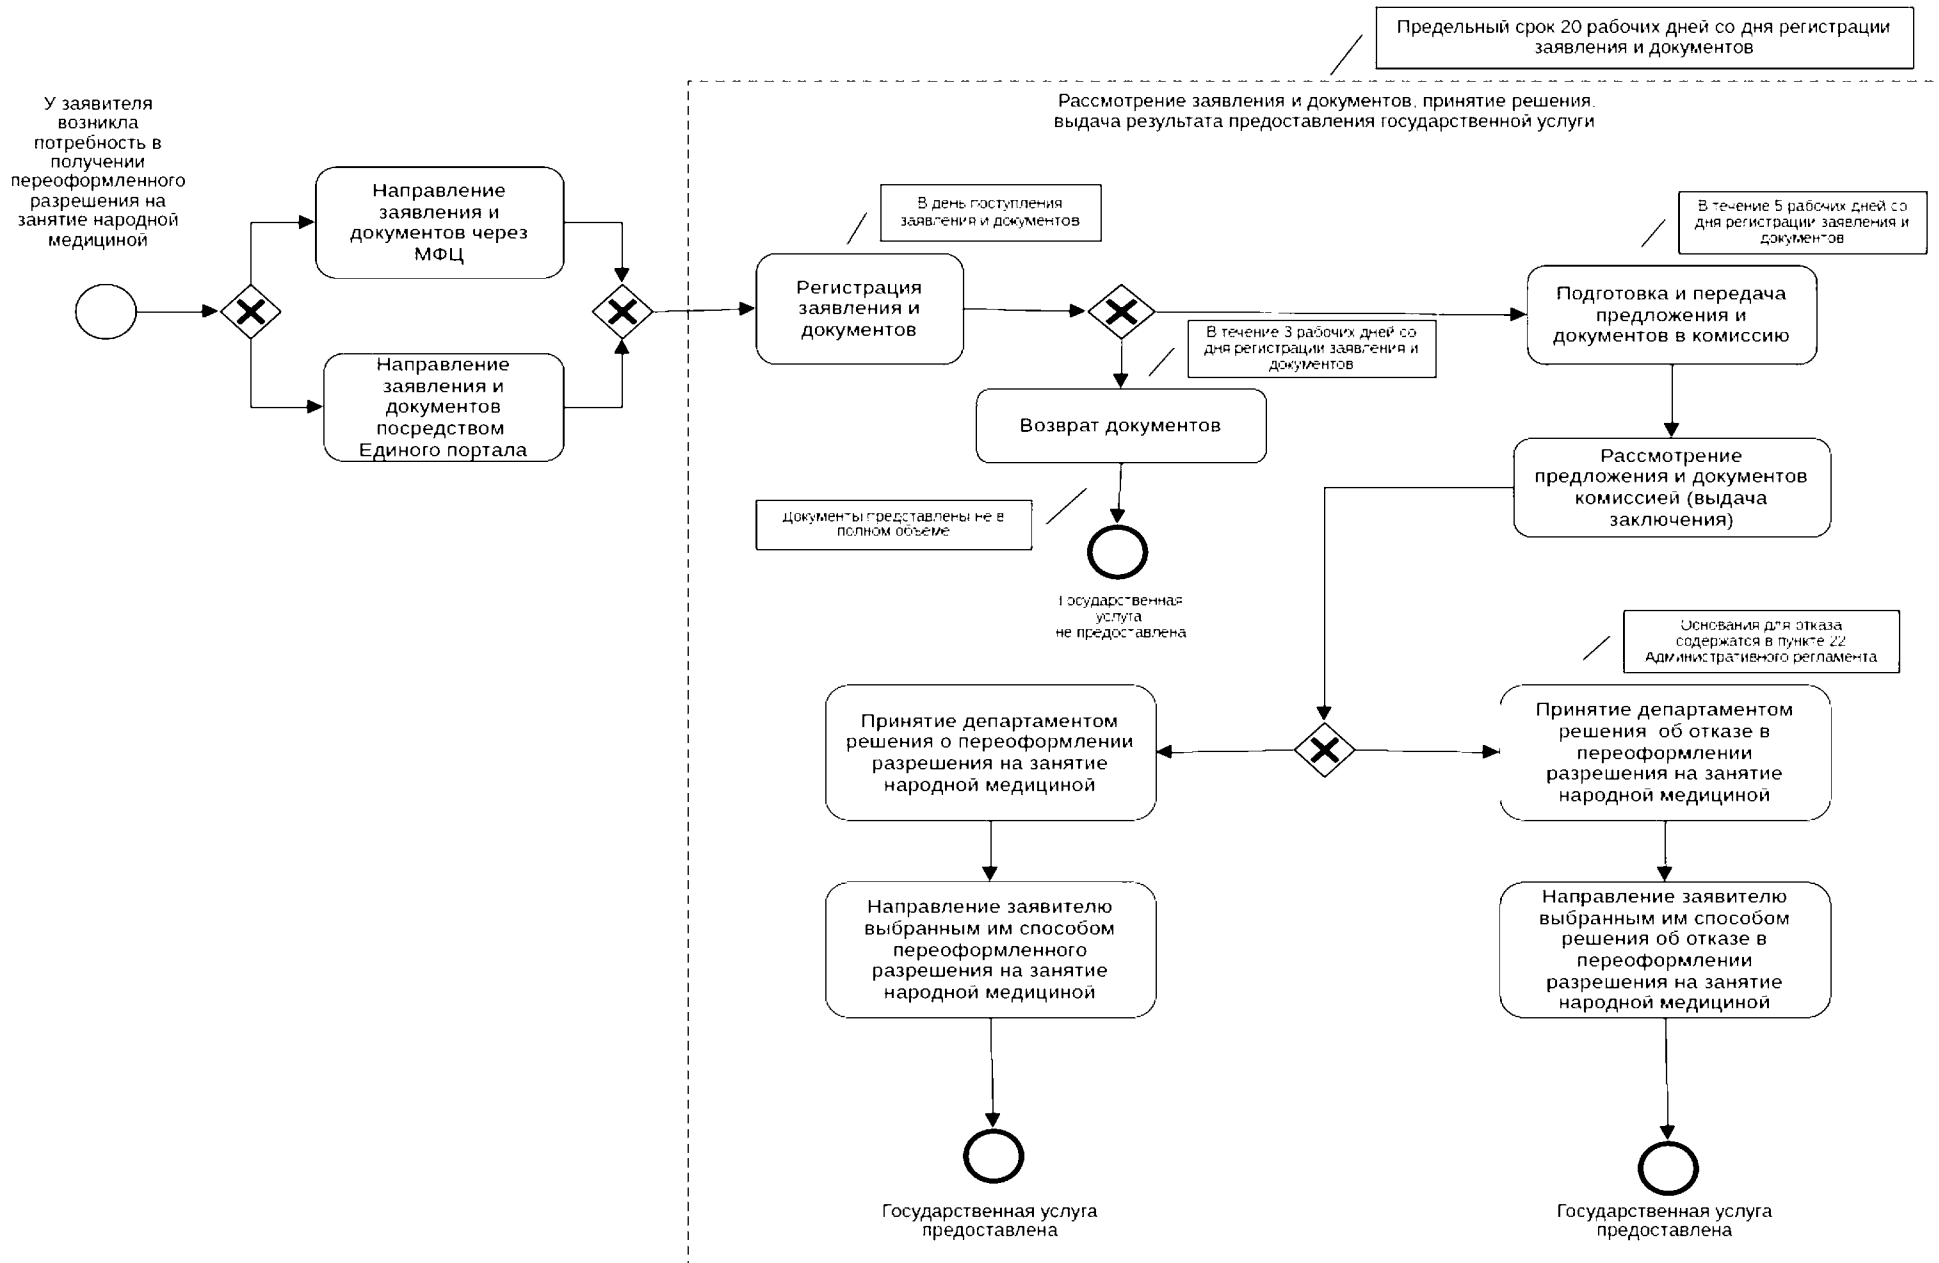 Предельный срок 20 рабочих дней со дня регистрации
заявления и документов
Рассмотрение заявления и документов, принятие решения.
выдача результата предоставления государственной услуги
У заявителя
возникла
потребность в
получении
переоформленного
разрешения на
занятие народной
медициной
Направление
заявления и
документов через
МФЦ
Направление
заявления и
документов
посредством
Единого портала
В день поступления
заявления и документов
Регистрация
заявления и
документов
В течение 5 рабочих дней со
дня регистрации заявления и
документов
Подготовка и передача
предложения и
документов в комиссию
В течение 3 рабочих дней со
дня регистрации заявления и
документов
Возврат документов
Документы представлены не в
полном объеме
Государственная
услуга
не предоставлена
Рассмотрение
предложения и документов
комиссией (выдача
заключения)
Основания для отказа
содержатся в пункте 22
Административного регламента
Принятие департаментом
решения о переоформлении
разрешения на занятие
народной медициной
Принятие департаментом
решения об отказе в
переоформлении
разрешения на занятие
народной медициной
Направление заявителю
выбранным им способом
переоформленного
разрешения на занятие
народной медициной
Направление заявителю
выбранным им способом
решения об отказе в
переоформлении
разрешения на занятие
народной медициной
Государственная услуга
предоставлена
Государственная услуга
предоставлена